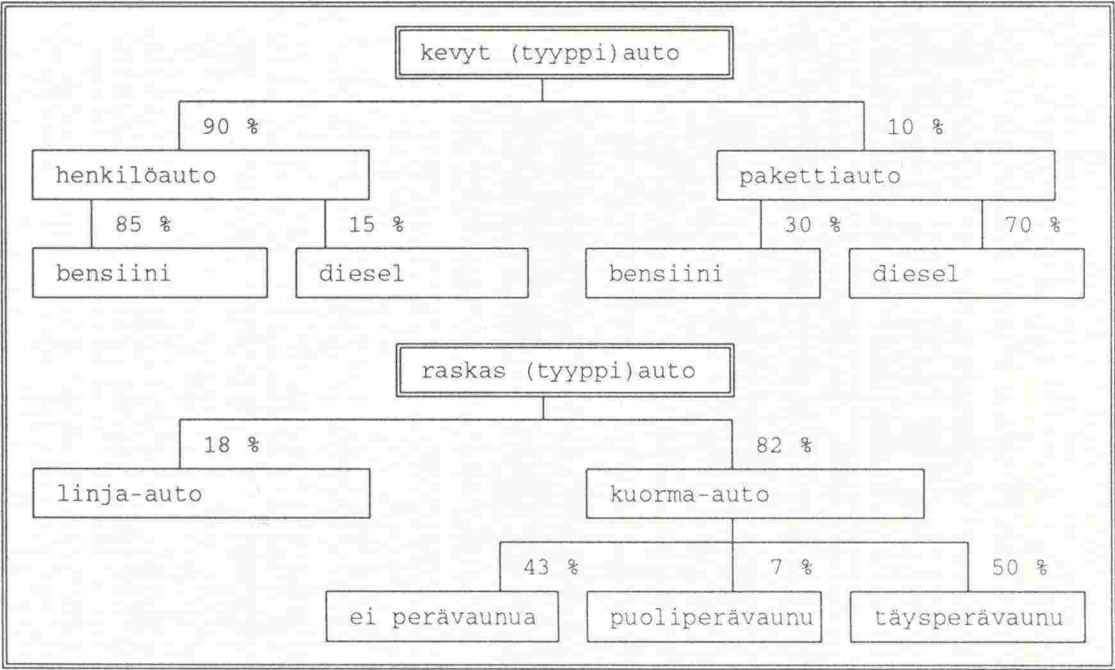 kevyt (tyyppi)auto
90 %
10 %
henkilöauto
pakettiauto
85 %
15 %
30 %
70 %
bensiini
diesel
bensiini
diesel
raskas (tyyppi)auto
18 %
82 %
linja-auto
kuorma-auto
43 %
7 %
50 %
ei perävaunua
puoliperävaunu
täysperävaunu